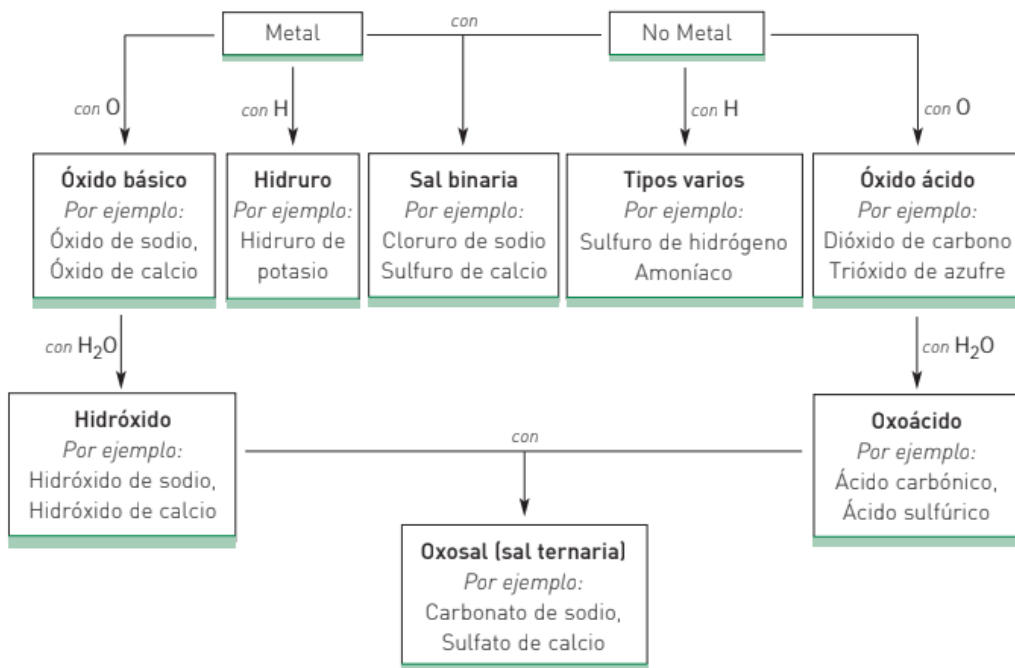 Metal
con
No Metal
con O
con H
con H
con O
Óxido básico
Por ejemplo:
Óxido de sodio,
Óxido de calcio
Hidruro
Por ejemplo:
Hidruro de
potasio
Sal binaria
Por ejemplo:
Cloruro de sodio
Sulfuro de calcio
Tipos varios
Por ejemplo:
Sulfuro de hidrógeno
Amoníaco
Óxido ácido
Por ejemplo:
Dióxido de carbono
Trióxido de azufre
con H₂O
con H₂O
Hidróxido
Por ejemplo:
Hidróxido de sodio,
Hidróxido de calcio
con
Oxoácido
Por ejemplo:
Ácido carbónico,
Ácido sulfúrico
Oxosal (sal ternaria)
Por ejemplo:
Carbonato de sodio,
Sulfato de calcio